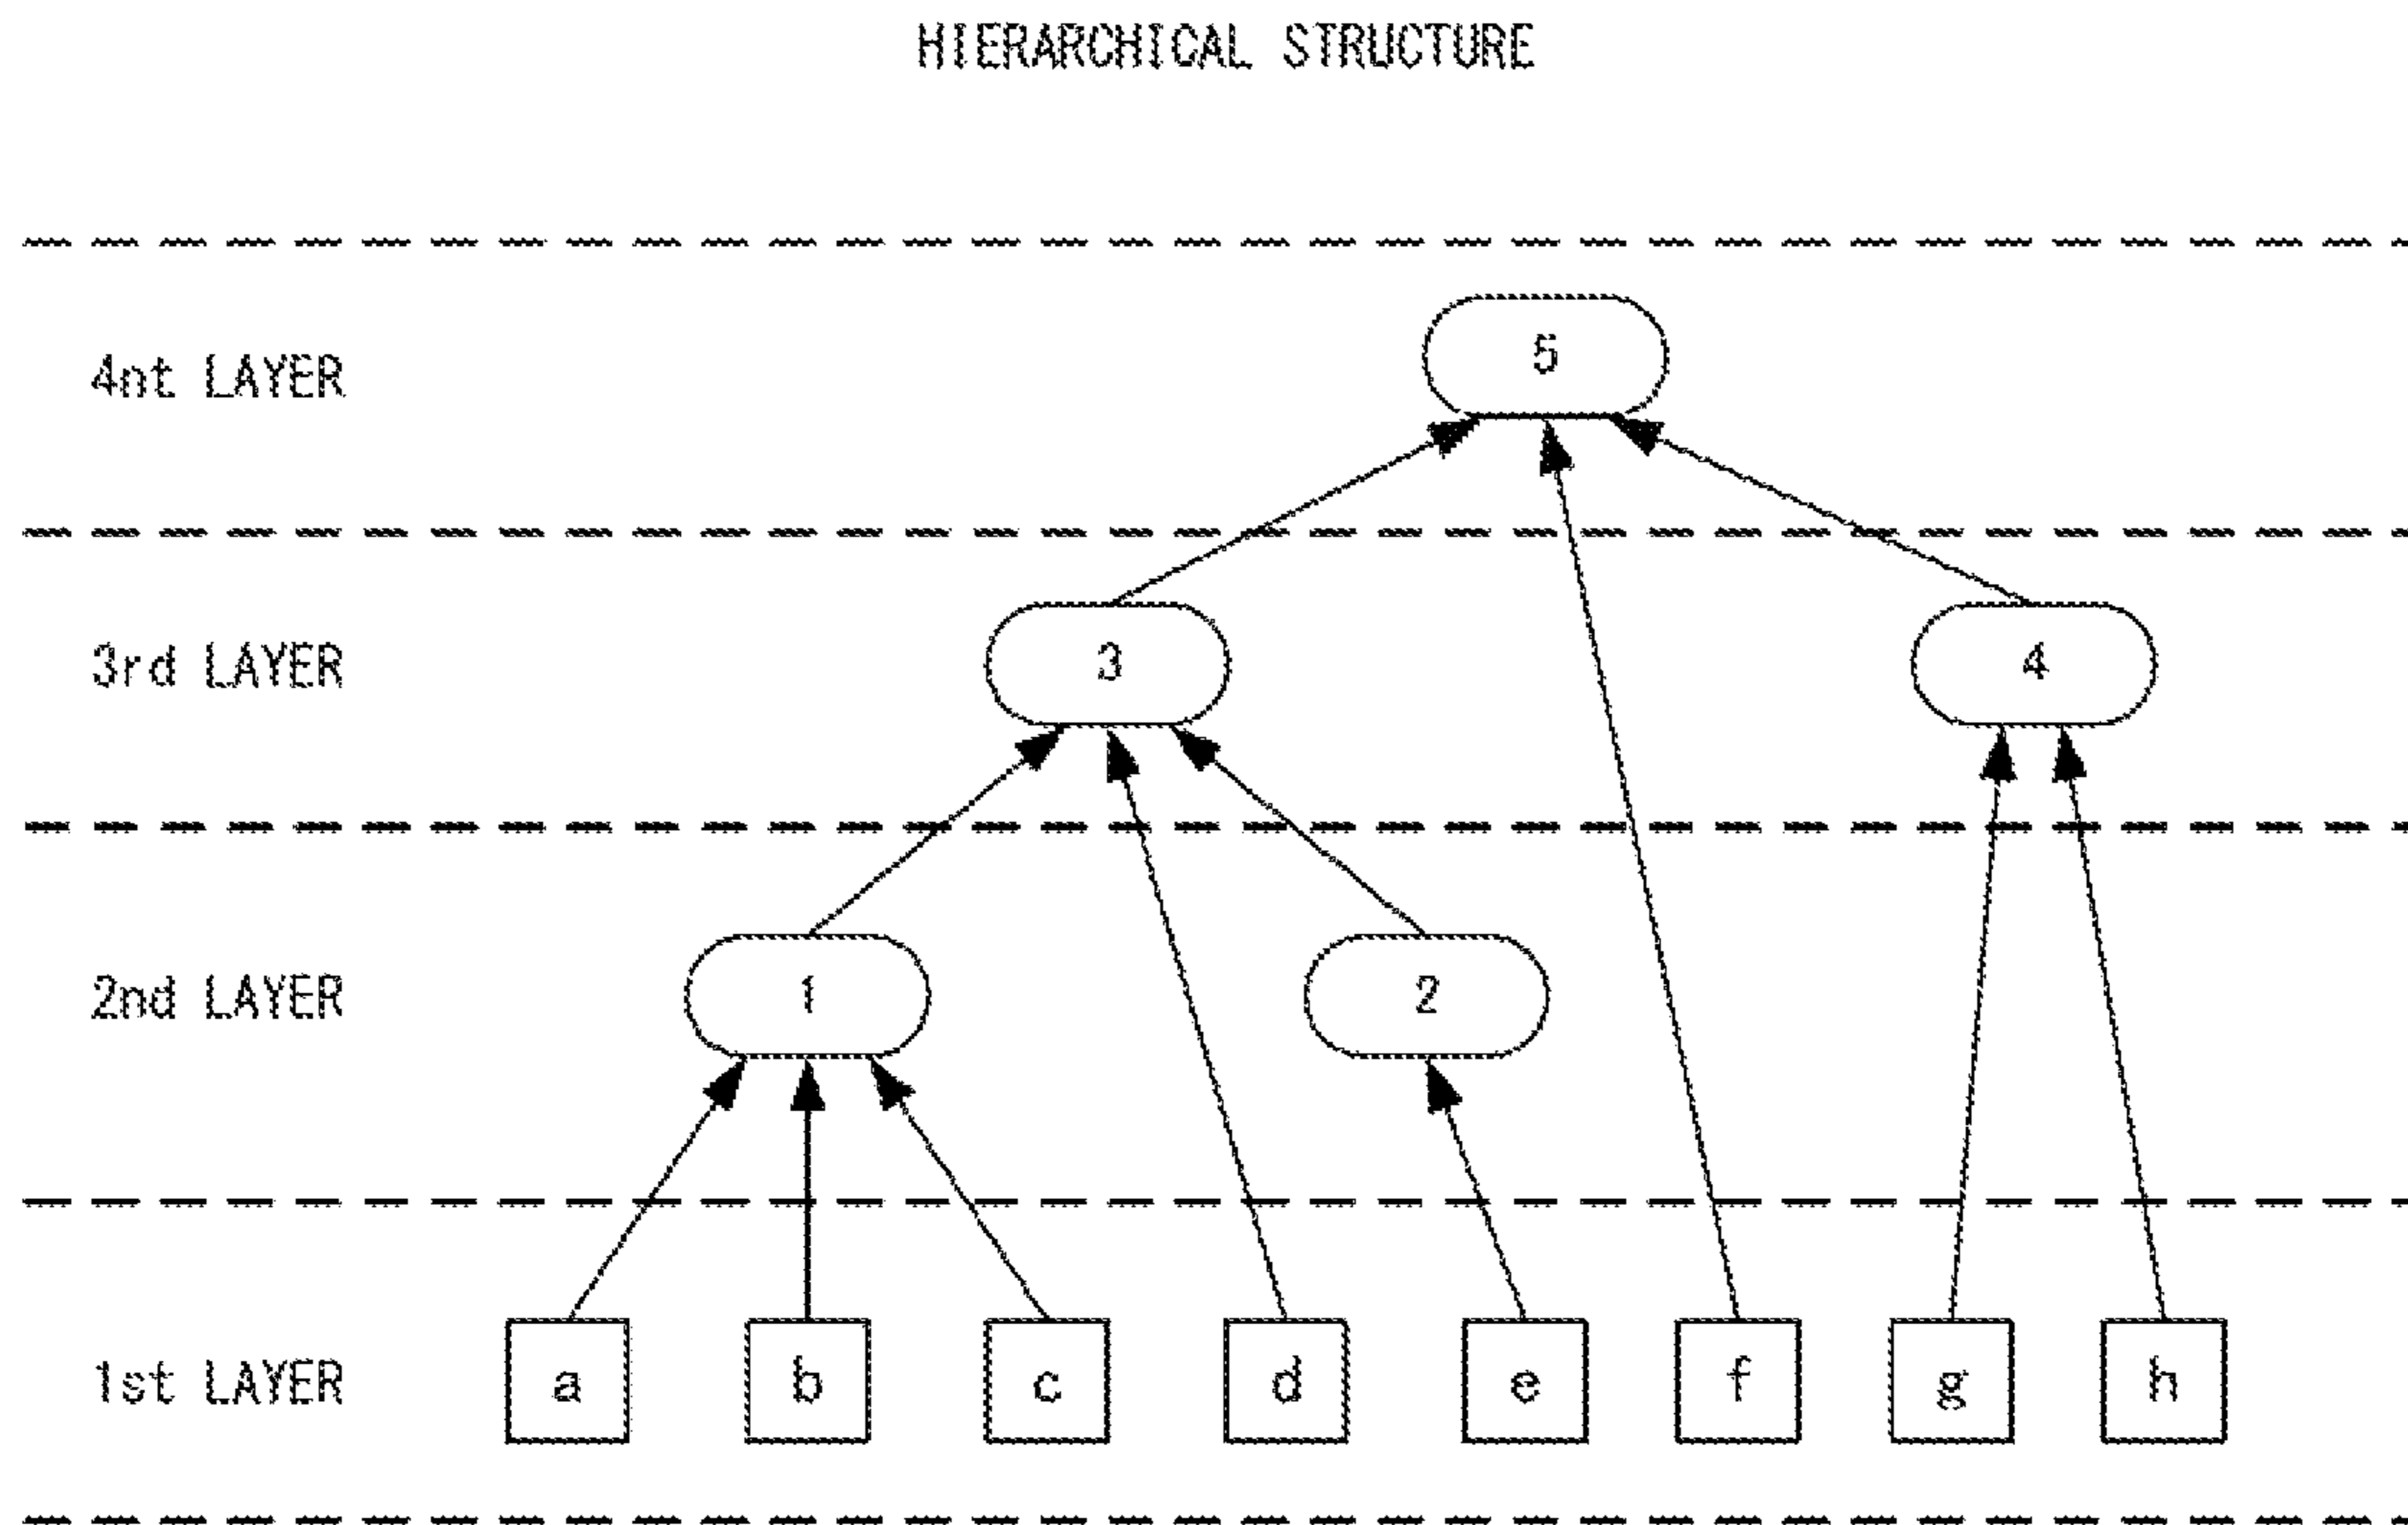 HIERARCHICAL STRUCTURE
4nt LAYER
5
3rd LAYER
3
4
2nd LAYER
1
2
1st LAYER
a
b
c
d
e
f
g
h